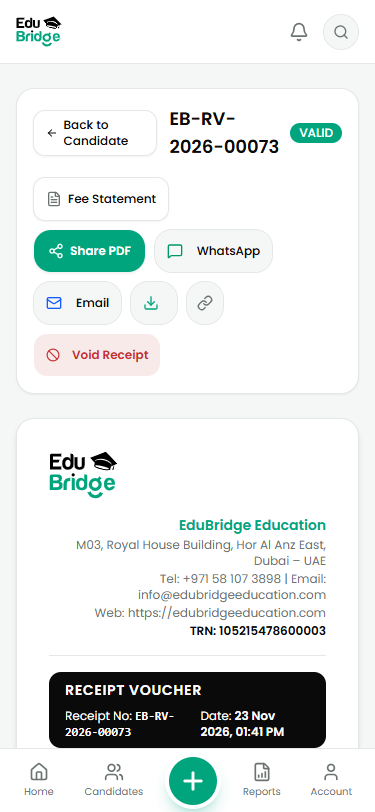 Edu
Bridge
Back to
Candidate
EB-RV-
2026-00073
VALID
Fee Statement
Share PDF
WhatsApp
Email
Void Receipt
Edu
Bridge
EduBridge Education
M03, Royal House Building, Hor Al Anz East,
Dubai – UAE
Tel: +971 58 107 3898 | Email:
info@edubridgeeducation.com
Web: https://edubridgeeducation.com
TRN: 105215478600003
RECEIPT VOUCHER
Receipt No: EB-RV-
2026-00073
Date: 23 Nov
2026, 01:41 PM
Home
Candidates
Reports
Account